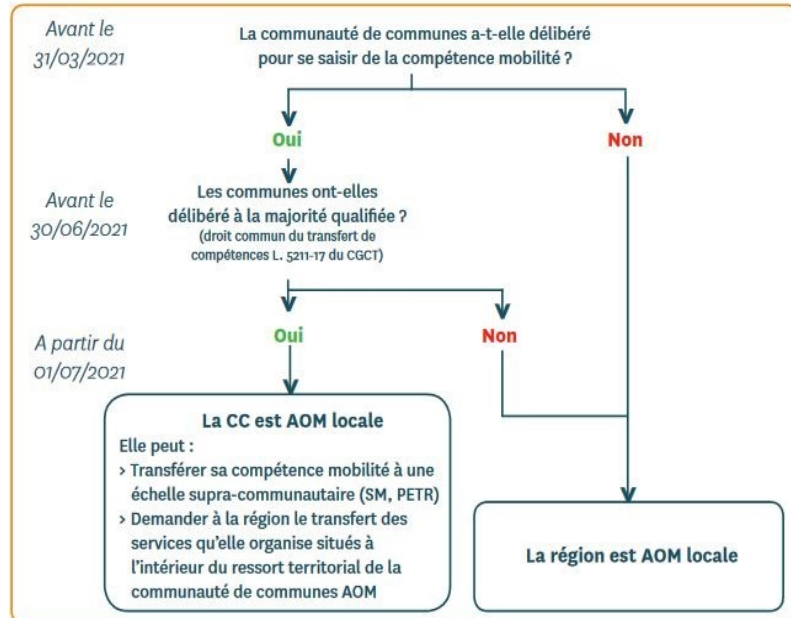 Avant le
31/03/2021
La communauté de communes a-t-elle délibéré
pour se saisir de la compétence mobilité ?
Oui
Non
Avant le
30/06/2021
Les communes ont-elles
délibéré à la majorité qualifiée ?
(droit commun du transfert de
compétences L. 5211-17 du CGCT)
Oui
Non
A partir du
01/07/2021
La CC est AOM locale
Elle peut :
> Transférer sa compétence mobilité à une
échelle supra-communautaire (SM, PETR)
> Demander à la région le transfert des
services qu'elle organise situés à
l'intérieur du ressort territorial de la
communauté de communes AOM
La région est AOM locale